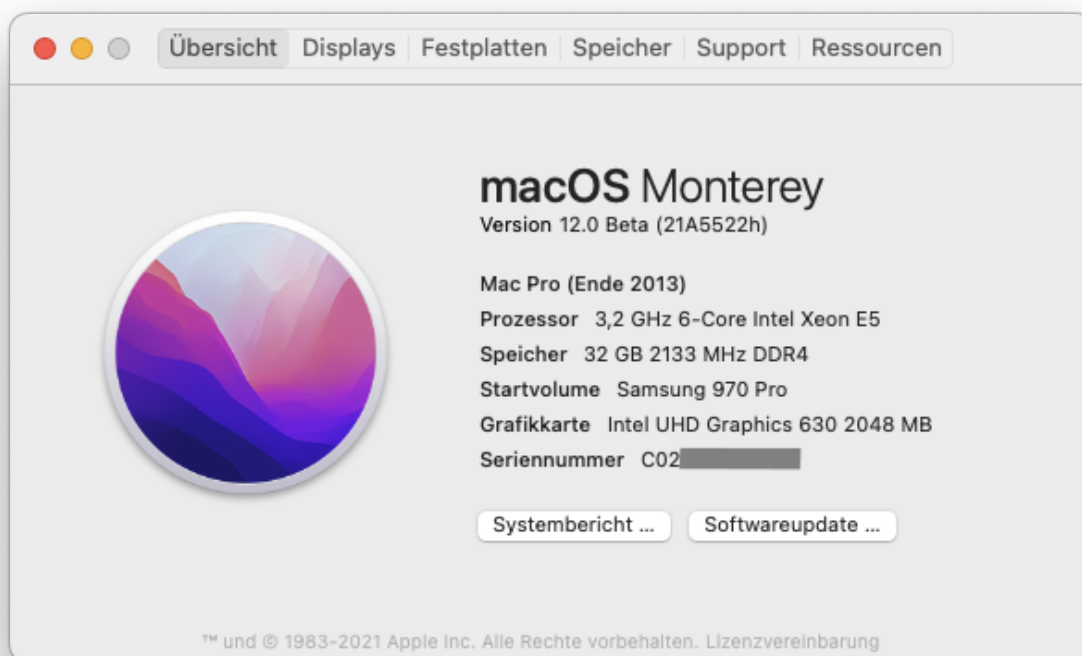 Übersicht Displays Festplatten Speicher Support Ressourcen
macOS Monterey
Version 12.0 Beta (21A5522h)
Mac Pro (Ende 2013)
Prozessor 3,2 GHz 6-Core Intel Xeon E5
Speicher 32 GB 2133 MHz DDR4
Startvolume Samsung 970 Pro
Grafikkarte Intel UHD Graphics 630 2048 MB
Seriennummer C02
Systembericht ... Softwareupdate ...
™ und © 1983-2021 Apple Inc. Alle Rechte vorbehalten. Lizenzvereinbarung